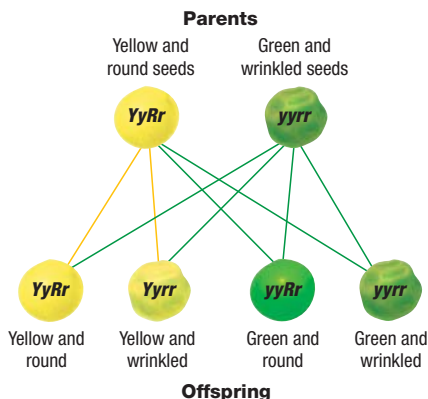 Parents
Yellow and
round seeds
Green and
wrinkled seeds
YyRr
yyrr
YyRr
Yyrr
yyRr
yyrr
Yellow and
round
Yellow and
wrinkled
Green and
round
Green and
wrinkled
Offspring